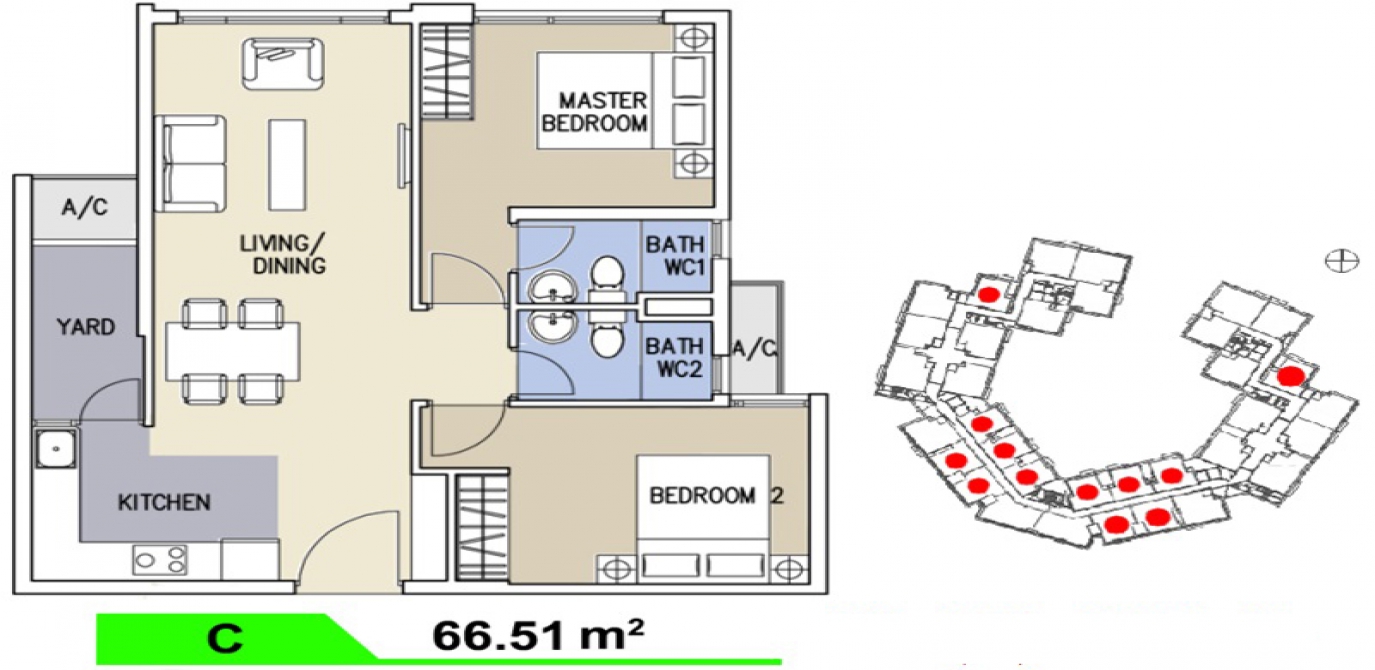 MASTER
BEDROOM
A/C
LIVING/
DINING
BATH
WC1
YARD
BATH
WC2
A/C
KITCHEN
BEDROOM 2
C
66.51 m²